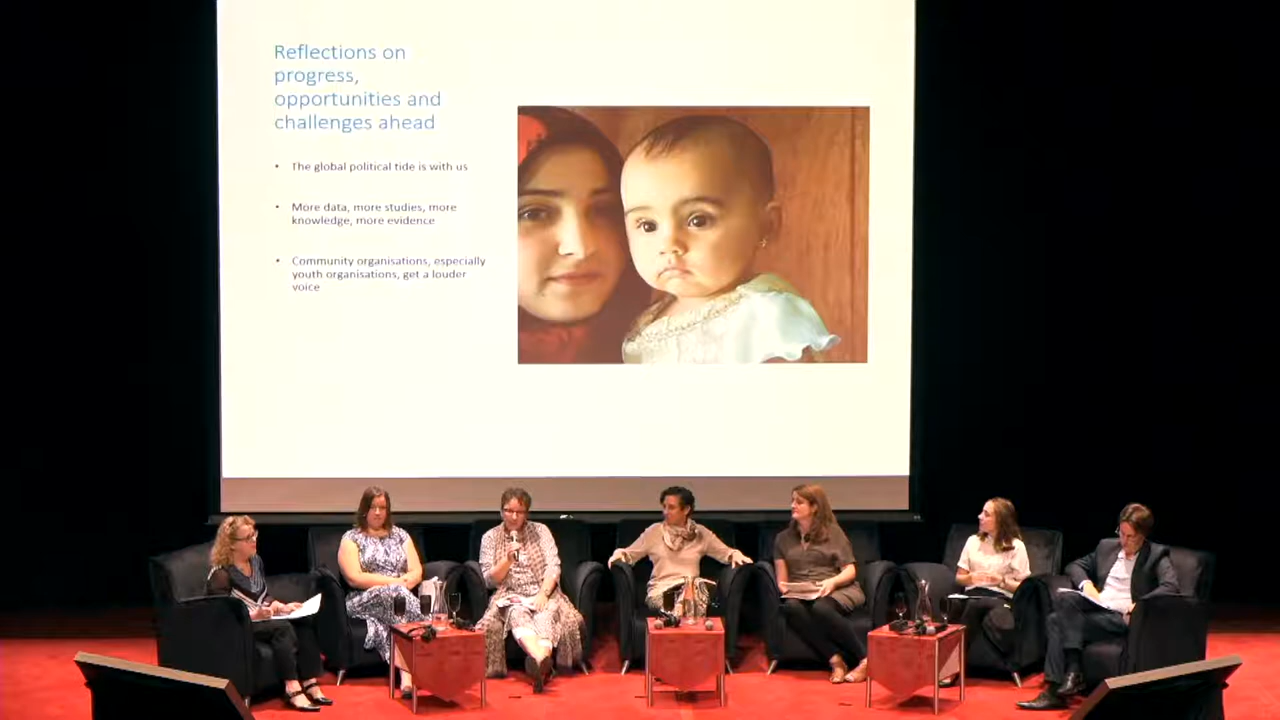 Reflections on
progress,
opportunities and
challenges ahead
• The global political tide is with us
• More data, more studies, more
knowledge, more evidence
• Community organisations, especially
youth organisations, get a louder
voice